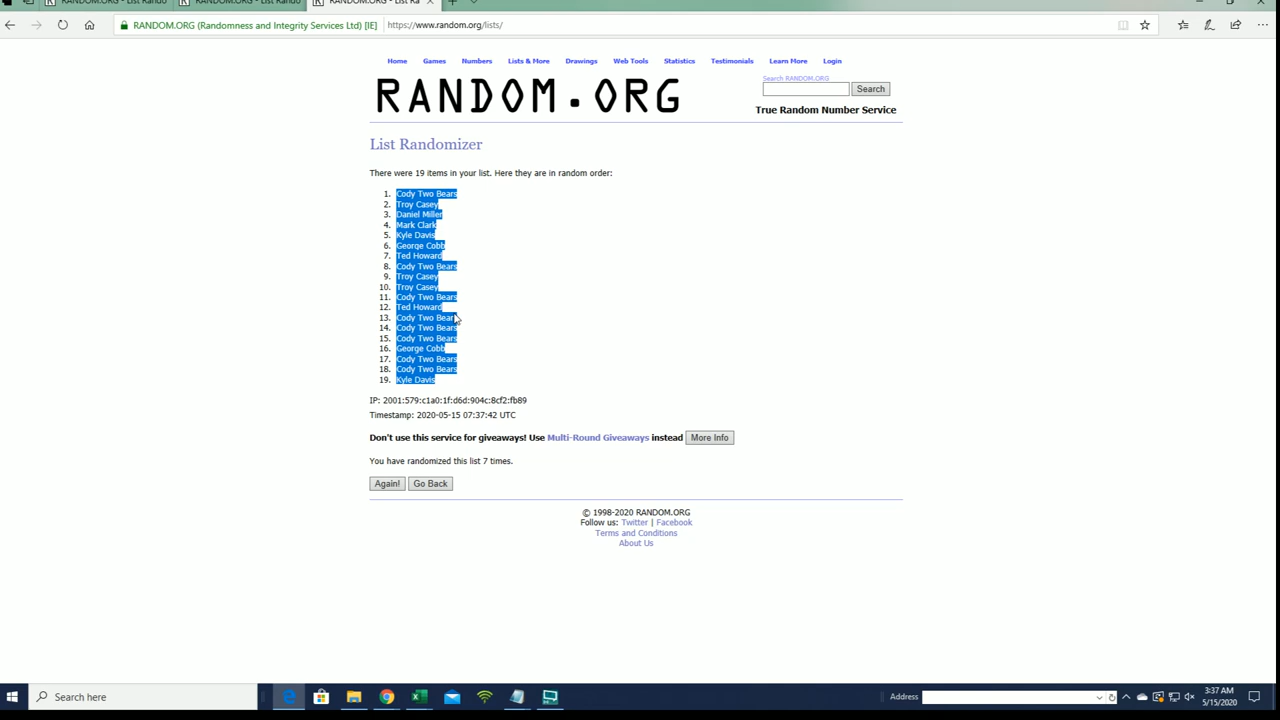 RANDOM.ORG - List Rando
RANDOM.ORG - List Rando
RANDOM.ORG - List Ra
RANDOM.ORG (Randomness and Integrity Services Ltd) [IE]
https://www.random.org/lists/
Home Games Numbers Lists & More Drawings Web Tools Statistics Testimonials Learn More Login
RANDOM.ORG
Search RANDOM.ORG
Search
True Random Number Service
List Randomizer
There were 19 items in your list. Here they are in random order:
1. Cody Two Bears
2. Troy Casey
3. Daniel Miller
4. Mark Clark
5. Kyle Davis
6. George Cobb
7. Ted Howard
8. Cody Two Bears
9. Troy Casey
10. Troy Casey
11. Cody Two Bears
12. Ted Howard
13. Cody Two Bears
14. Cody Two Bears
15. Cody Two Bears
16. George Cobb
17. Cody Two Bears
18. Cody Two Bears
19. Kyle Davis
IP: 2001:579:c1a0:1f:d6d:904c:8cf2:fb89
Timestamp: 2020-05-15 07:37:42 UTC
Don't use this service for giveaways! Use Multi-Round Giveaways instead More Info
You have randomized this list 7 times.
Again! Go Back
© 1998-2020 RANDOM.ORG
Follow us: Twitter | Facebook
Terms and Conditions
About Us
Search here
Address
3:37 AM
5/15/2020